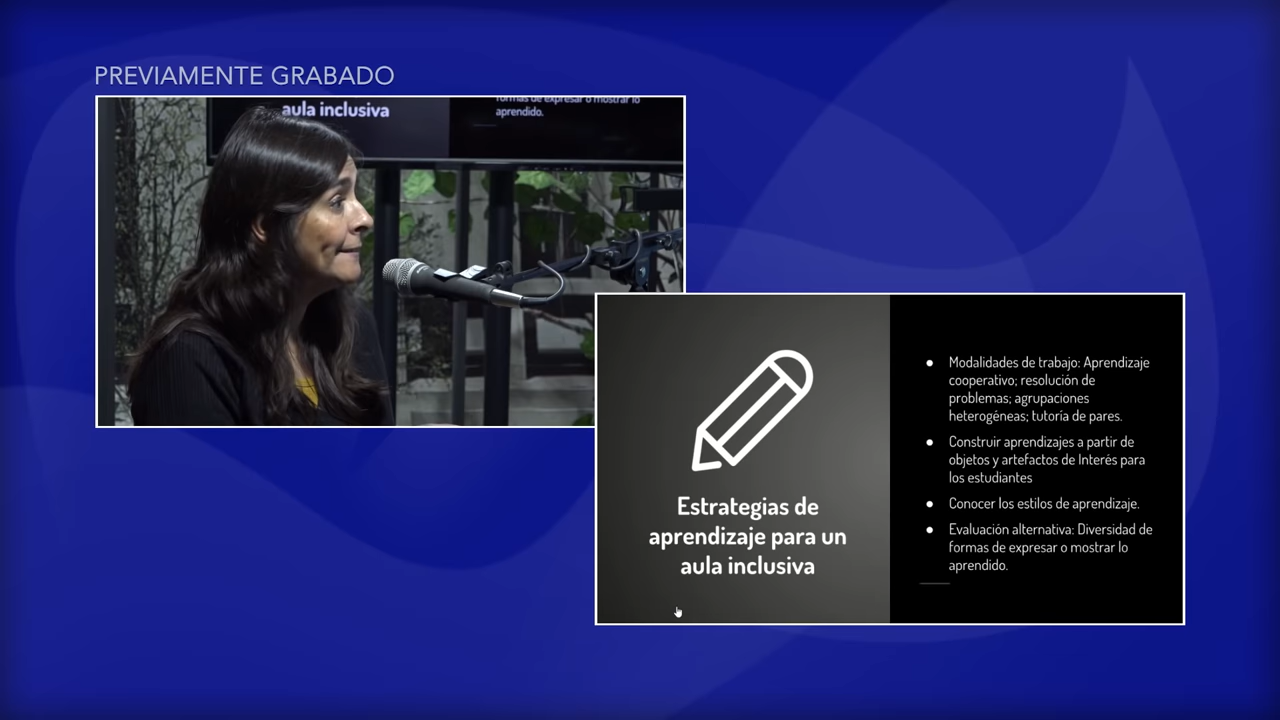 PREVIAMENTE GRABADO
aula inclusiva
formas de expresar o mostrar lo
aprendido.
Estrategias de
aprendizaje para un
aula inclusiva
● Modalidades de trabajo: Aprendizaje
cooperativo; resolución de
problemas; agrupaciones
heterogéneas; tutoría de pares.
● Construir aprendizajes a partir de
objetos y artefactos de Interés para
los estudiantes
● Conocer los estilos de aprendizaje.
● Evaluación alternativa: Diversidad de
formas de expresar o mostrar lo
aprendido.